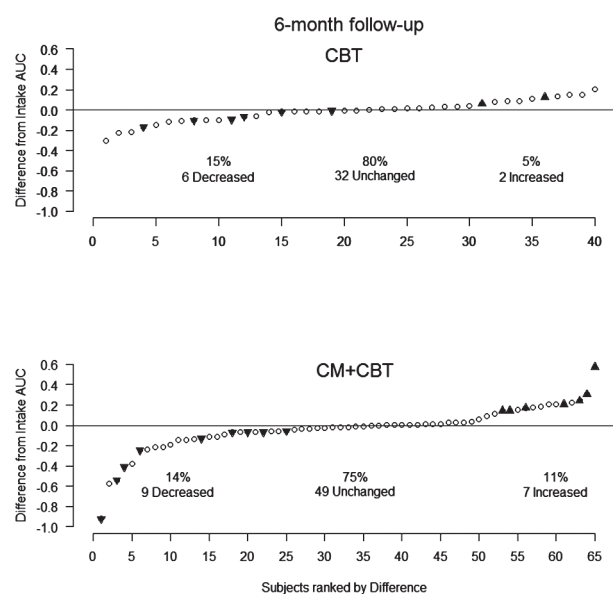 6-month follow-up
CBT
Difference from Intake AUC
0.6
0.4
0.2
0.0
-0.2
-0.4
-0.6
-0.8
-1.0
15% 80% 5%
6 Decreased 32 Unchanged 2 Increased
0 5 10 15 20 25 30 35 40
CM+CBT
Difference from Intake AUC
0.6
0.4
0.2
0.0
-0.2
-0.4
-0.6
-0.8
-1.0
14% 75% 11%
9 Decreased 49 Unchanged 7 Increased
0 5 10 15 20 25 30 35 40 45 50 55 60 65
Subjects ranked by Difference